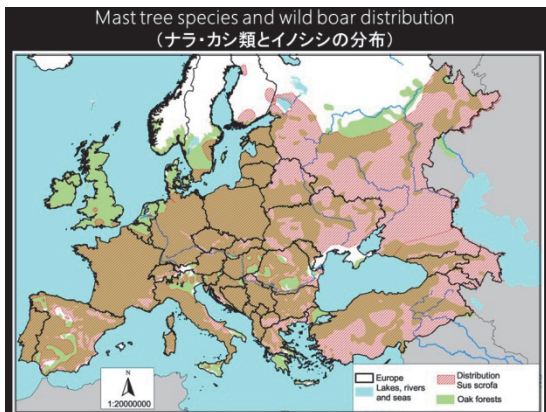 Mast tree species and wild boar distribution
(ナラ・カシ類とイノシシの分布)
N
1:20000000
Europe
Lakes, rivers
and seas
Distribution
Sus scrofa
Oak forests